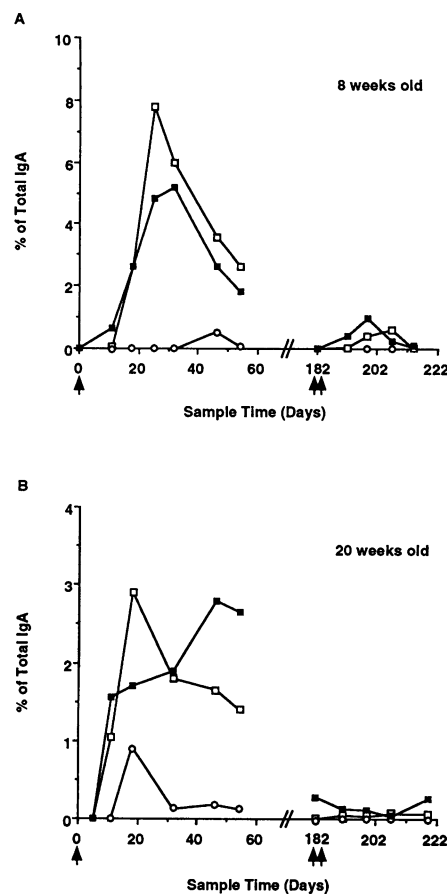 A
8 weeks old
% of Total IgA
10
8
6
4
2
0
0 20 40 60 182 202 222
Sample Time (Days)
B
20 weeks old
% of Total IgA
4
3
2
1
0
0 20 40 60 182 202 222
Sample Time (Days)